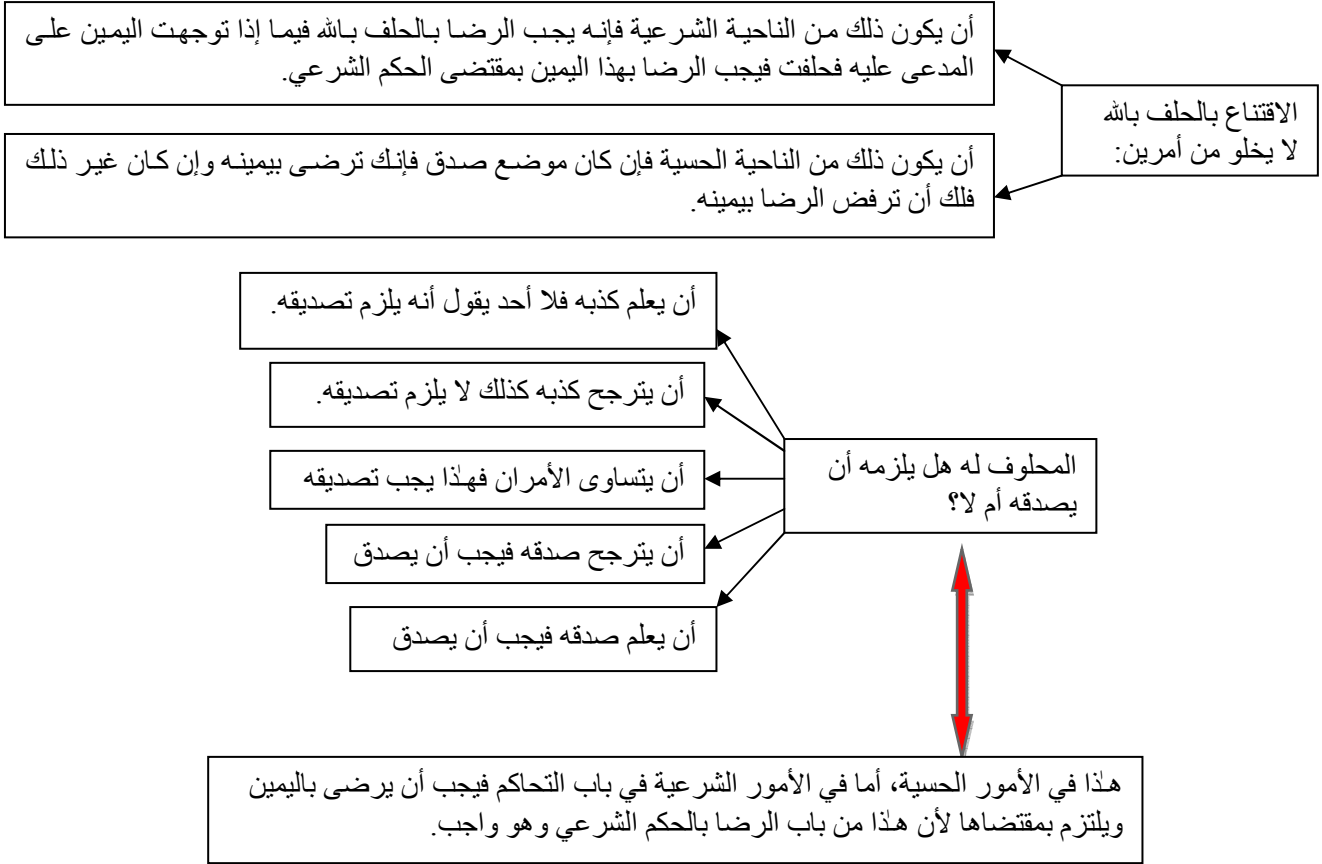 الاقتناع بالحلف بالله
لا يخلو من أمرين:
أن يكون ذلك من الناحية الشرعية فإنه يجب الرضا بالحلف بالله فيما إذا توجهت اليمين على
المدعى عليه فحلفت فيجب الرضا بهذا اليمين بمقتضى الحكم الشرعي.
أن يكون ذلك من الناحية الحسية فإن كان موضع صدق فإنك ترضى بيمينه وإن كان غير ذلك
فلك أن ترفض الرضا بيمينه.
المحلوف له هل يلزمه أن
يصدقه أم لا؟
أن يعلم كذبه فلا أحد يقول أنه يلزم تصديقه.
أن يترجح كذبه كذلك لا يلزم تصديقه.
أن يتساوى الأمران فهٰذا يجب تصديقه
أن يترجح صدقه فيجب أن يصدق
أن يعلم صدقه فيجب أن يصدق
هٰذا في الأمور الحسية، أما في الأمور الشرعية في باب التحاكم فيجب أن يرضى باليمين
ويلتزم بمقتضاها لأن هٰذا من باب الرضا بالحكم الشرعي وهو واجب.